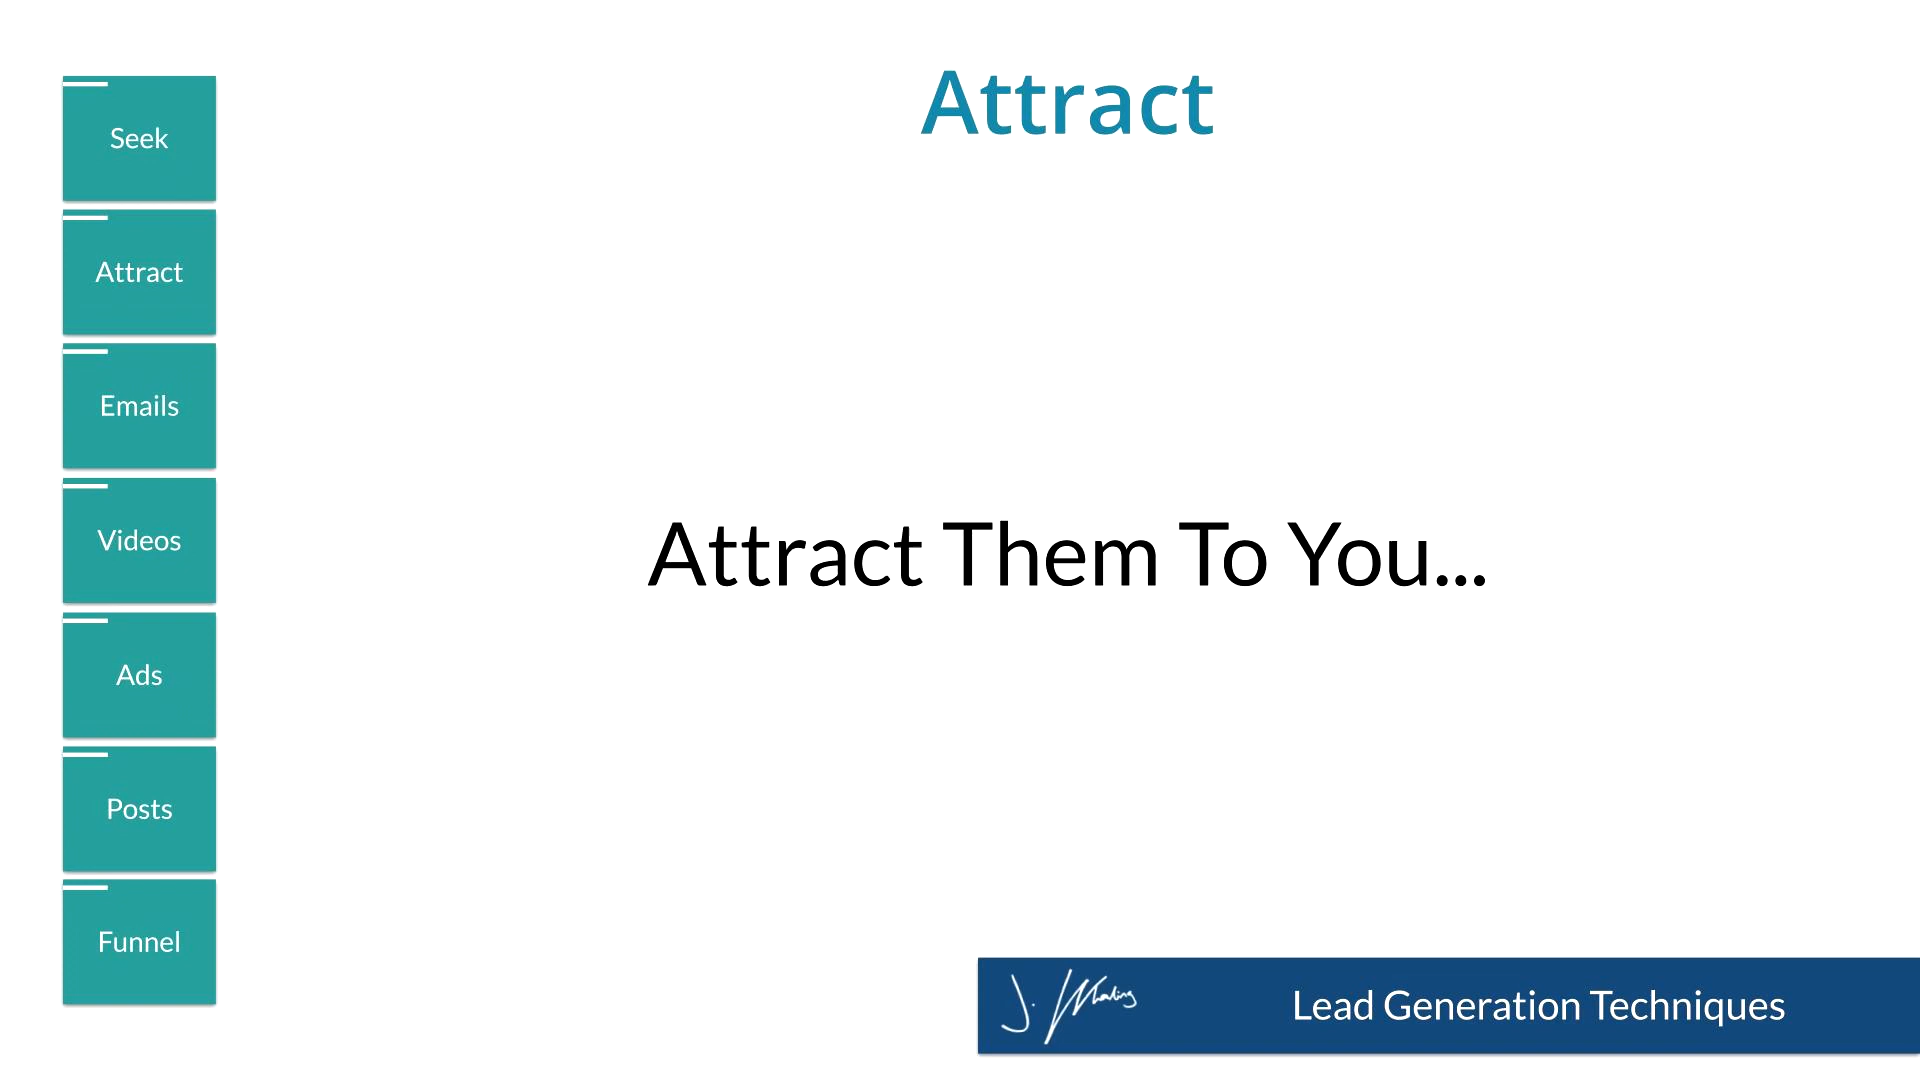 Attract
Seek
Attract
Emails
Videos
Ads
Posts
Funnel
Attract Them To You...
Lead Generation Techniques